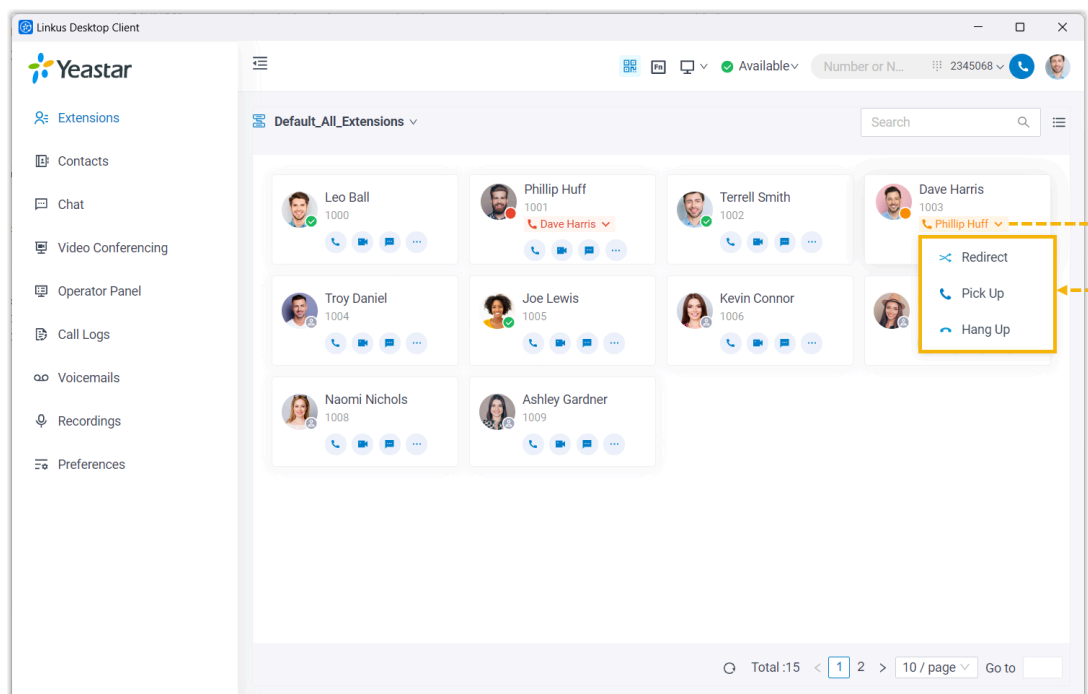 Linkus Desktop Client
Yeastar
Fn
Available
Number or N...
2345068
Extensions
Contacts
Chat
Video Conferencing
Operator Panel
Call Logs
Voicemails
Recordings
Preferences
Default_All_Extensions
Search
Leo Ball
1000
Phillip Huff
1001
Dave Harris
Terrell Smith
1002
Dave Harris
1003
Phillip Huff
Redirect
Pick Up
Hang Up
Troy Daniel
1004
Joe Lewis
1005
Kevin Connor
1006
Naomi Nichols
1008
Ashley Gardner
1009
Total :15 < 1 2 > 10 / page Go to